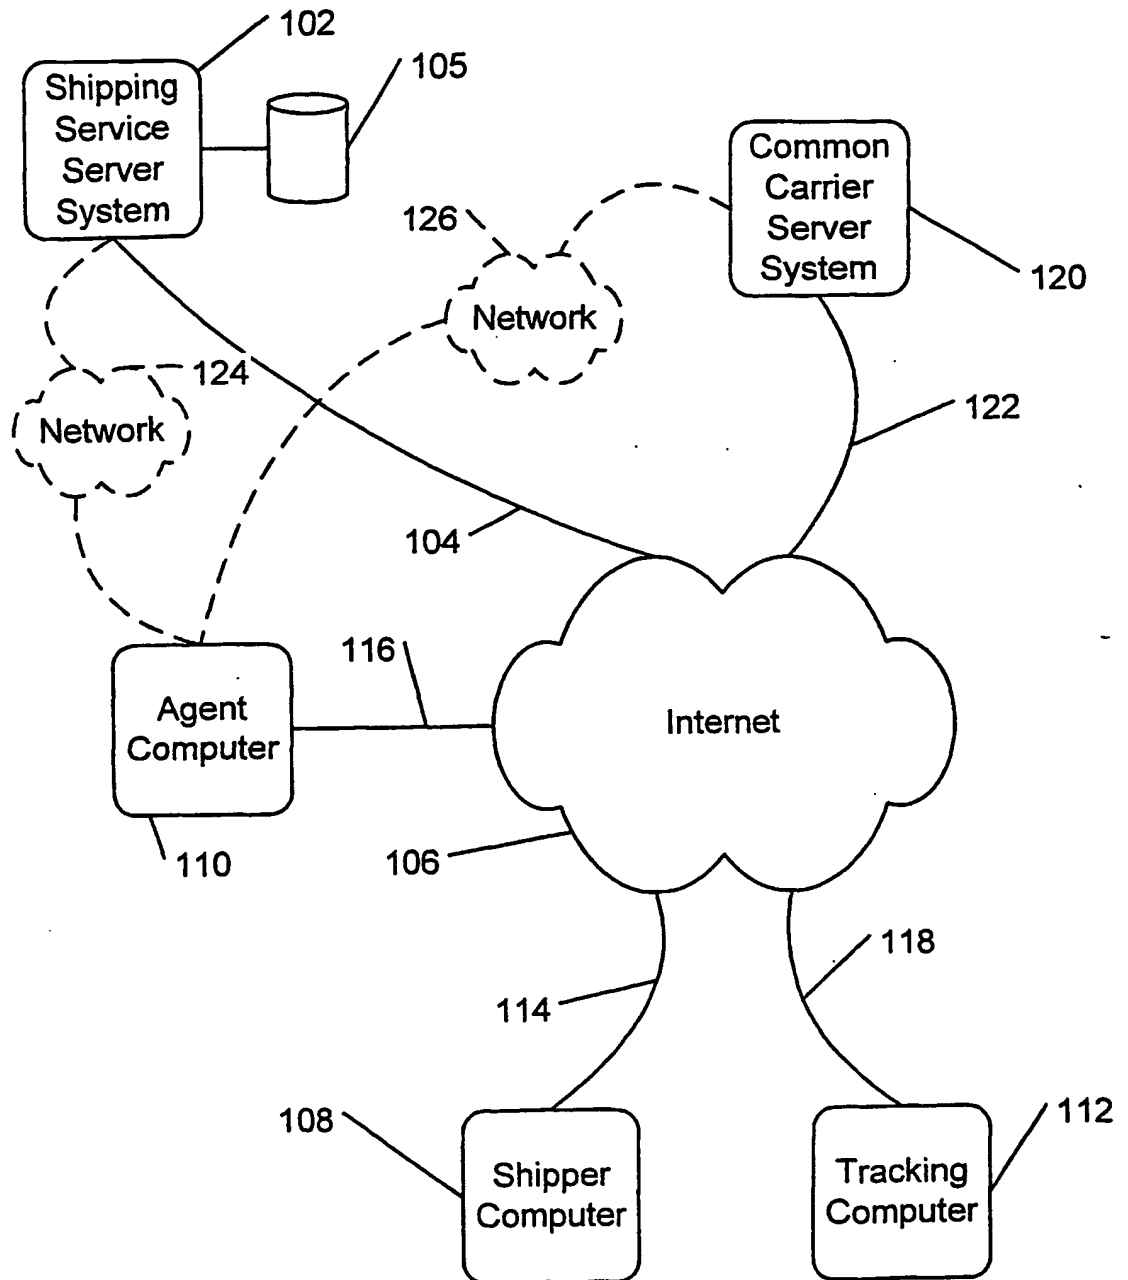 102
105
Shipping
Service
Server
System
Common
Carrier
Server
System
126
120
Network
124
Network
122
104
116
Agent
Computer
Internet
110
106
118
114
108
112
Shipper
Computer
Tracking
Computer